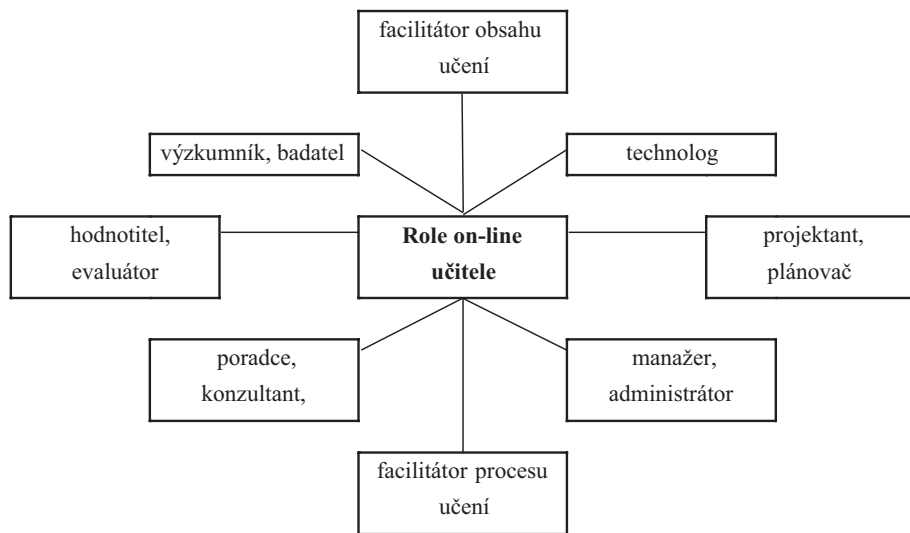 facilitátor obsahu
učení
výzkumník, badatel
technolog
hodnotitel,
evaluátor
Role on-line
učitele
projektant,
plánovač
poradce,
konzultant,
manažer,
administrátor
facilitátor procesu
učení